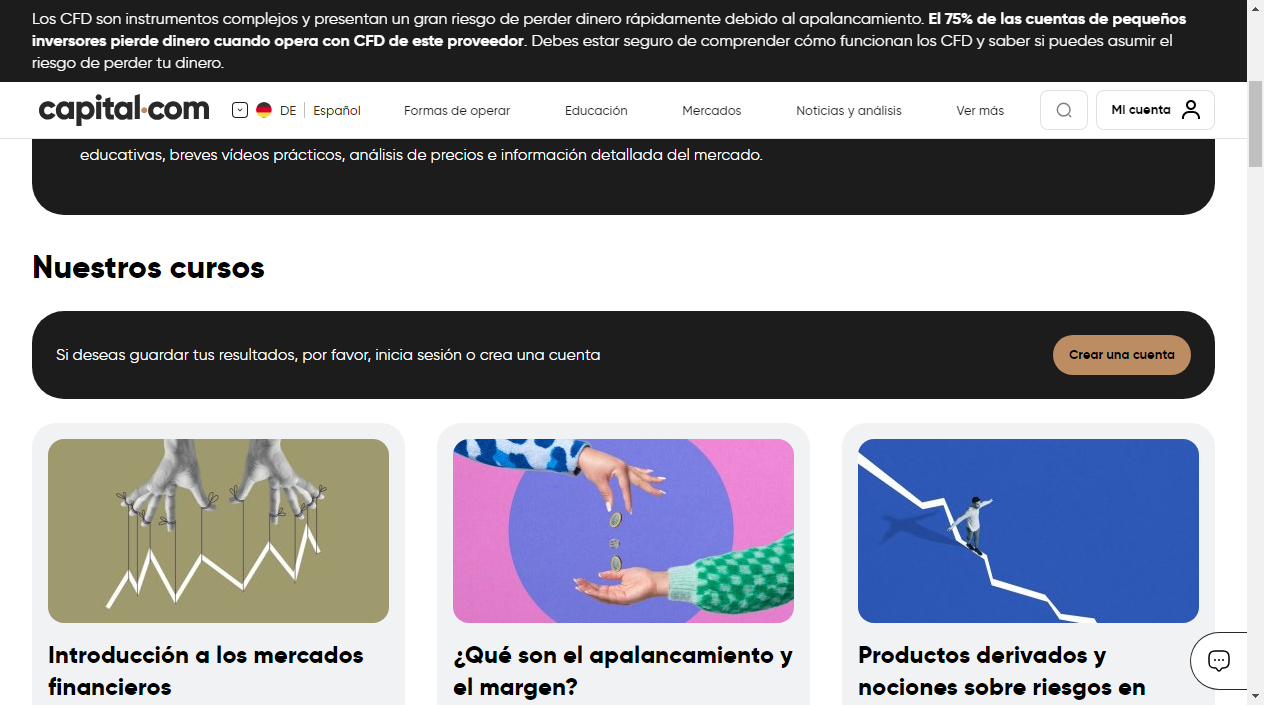 Los CFD son instrumentos complejos y presentan un gran riesgo de perder dinero rápidamente debido al apalancamiento. El 75% de las cuentas de pequeños
inversores pierde dinero cuando opera con CFD de este proveedor. Debes estar seguro de comprender cómo funcionan los CFD y saber si puedes asumir el
riesgo de perder tu dinero.
capital.com DE Español Formas de operar Educación Mercados Noticias y análisis Ver más Mi cuenta
educativas, breves vídeos prácticos, análisis de precios e información detallada del mercado.
Nuestros cursos
Si deseas guardar tus resultados, por favor, inicia sesión o crea una cuenta Crear una cuenta
Introducción a los mercados
financieros
¿Qué son el apalancamiento y
el margen?
Productos derivados y
nociones sobre riesgos en